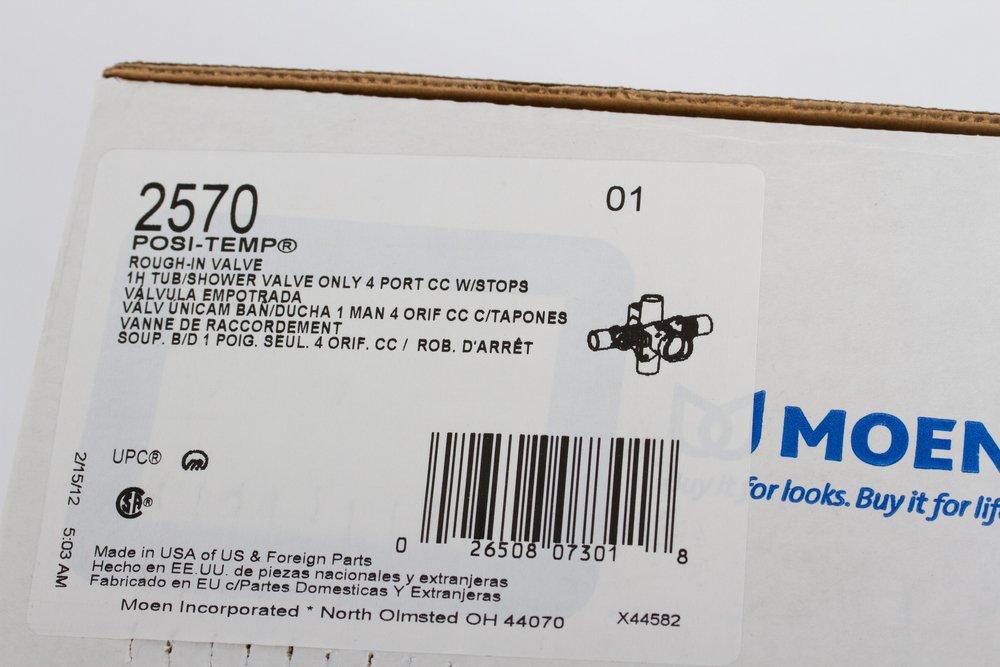 2570
01
POSI-TEMP®
ROUGH-IN VALVE
1H TUB/SHOWER VALVE ONLY 4 PORT CC W/STOPS
VÁLVULA EMPOTRADA
VALV UNICAM BAÑ/DUCHA 1 MAN 4 ORIF CC C/TAPONES
VANNE DE RACCORDEMENT
SOUP. B/D 1 POIG. SEUL. 4 ORIF. CC / ROB. D'ARRÊT
MOEN
Buy it for looks. Buy it for lif
UPC®
SA®
2/15/12 5:03 AM
0 26508 07301 8
Made in USA of US & Foreign Parts
Hecho en EE.UU. de piezas nacionales y extranjeras
Fabricado en EU c/Partes Domesticas Y Extranjeras
Moen Incorporated * North Olmsted OH 44070
X44582